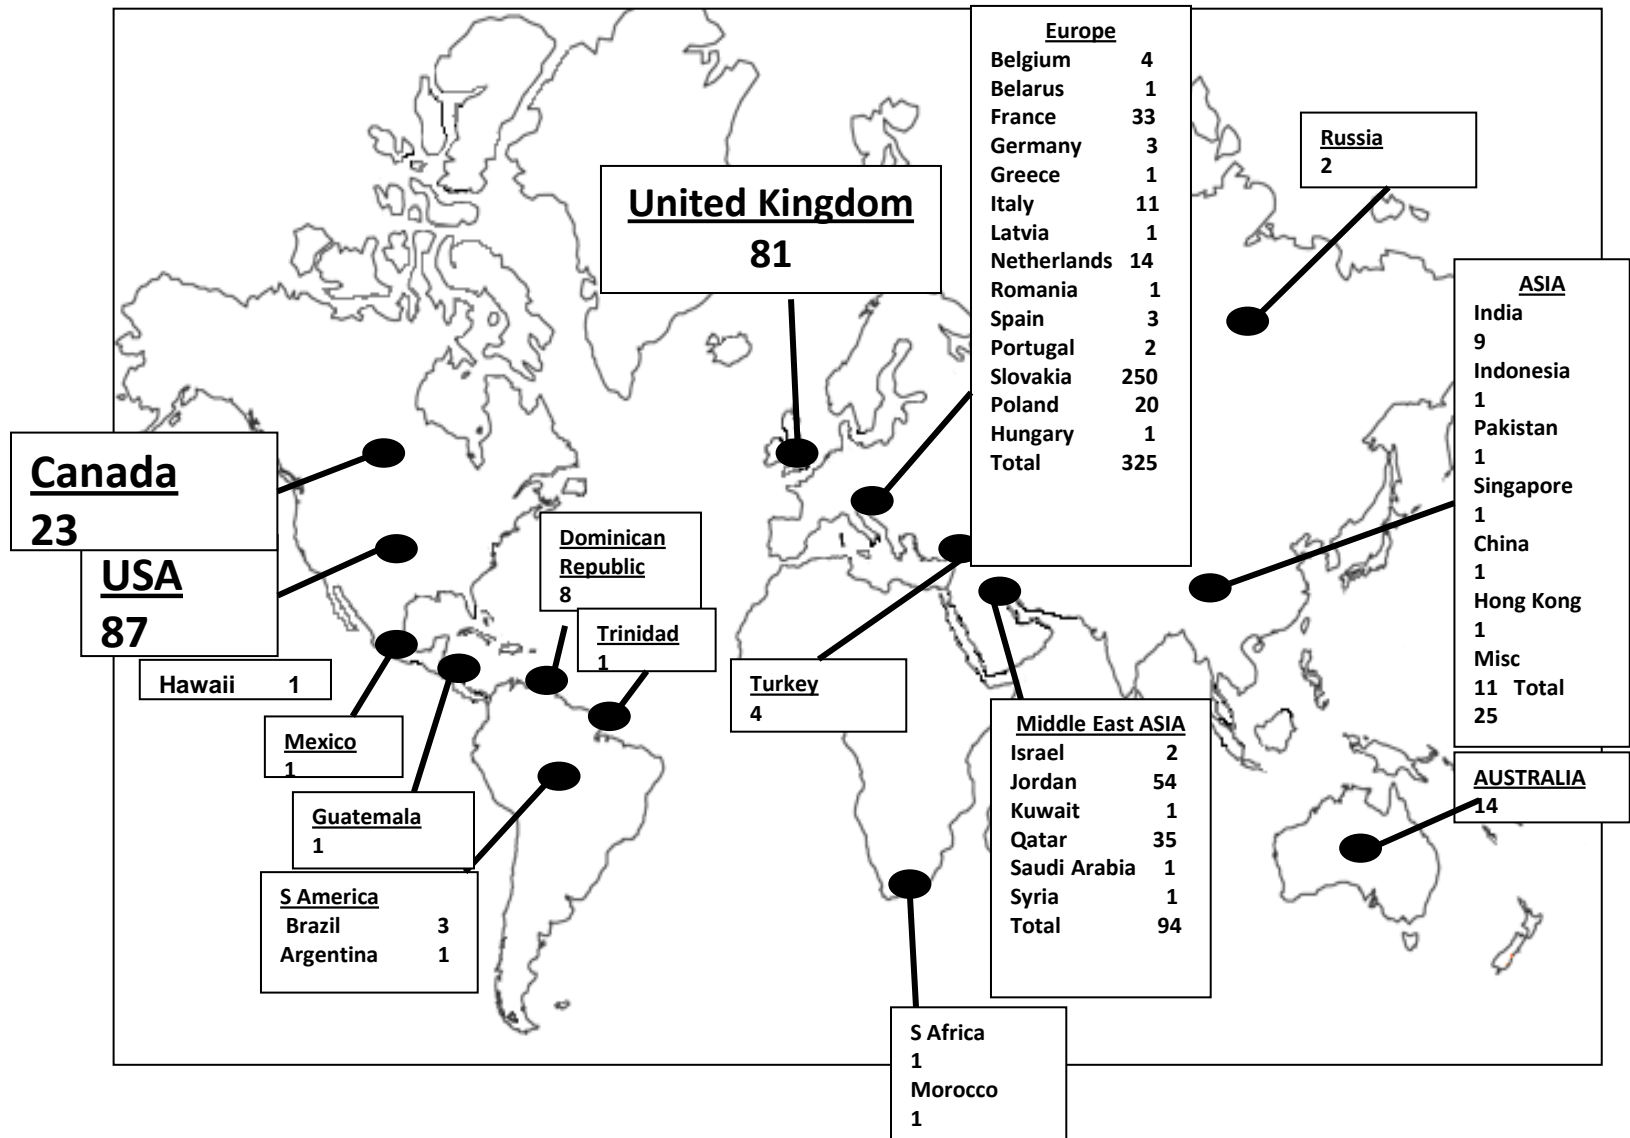 Europe
Belgium 4
Belarus 1
France 33
Germany 3
Greece 1
Italy 11
Latvia 1
Netherlands 14
Romania 1
Spain 3
Portugal 2
Slovakia 250
Poland 20
Hungary 1
Total 325
Russia
2
United Kingdom
81
ASIA
India
9
Indonesia
1
Pakistan
1
Singapore
1
China
1
Hong Kong
1
Misc
11 Total
25
Canada
23
USA
87
Hawaii 1
Dominican
Republic
8
Trinidad
1
Turkey
4
Mexico
1
Guatemala
1
S America
Brazil 3
Argentina 1
Middle East ASIA
Israel 2
Jordan 54
Kuwait 1
Qatar 35
Saudi Arabia 1
Syria 1
Total 94
AUSTRALIA
14
S Africa
1
Morocco
1